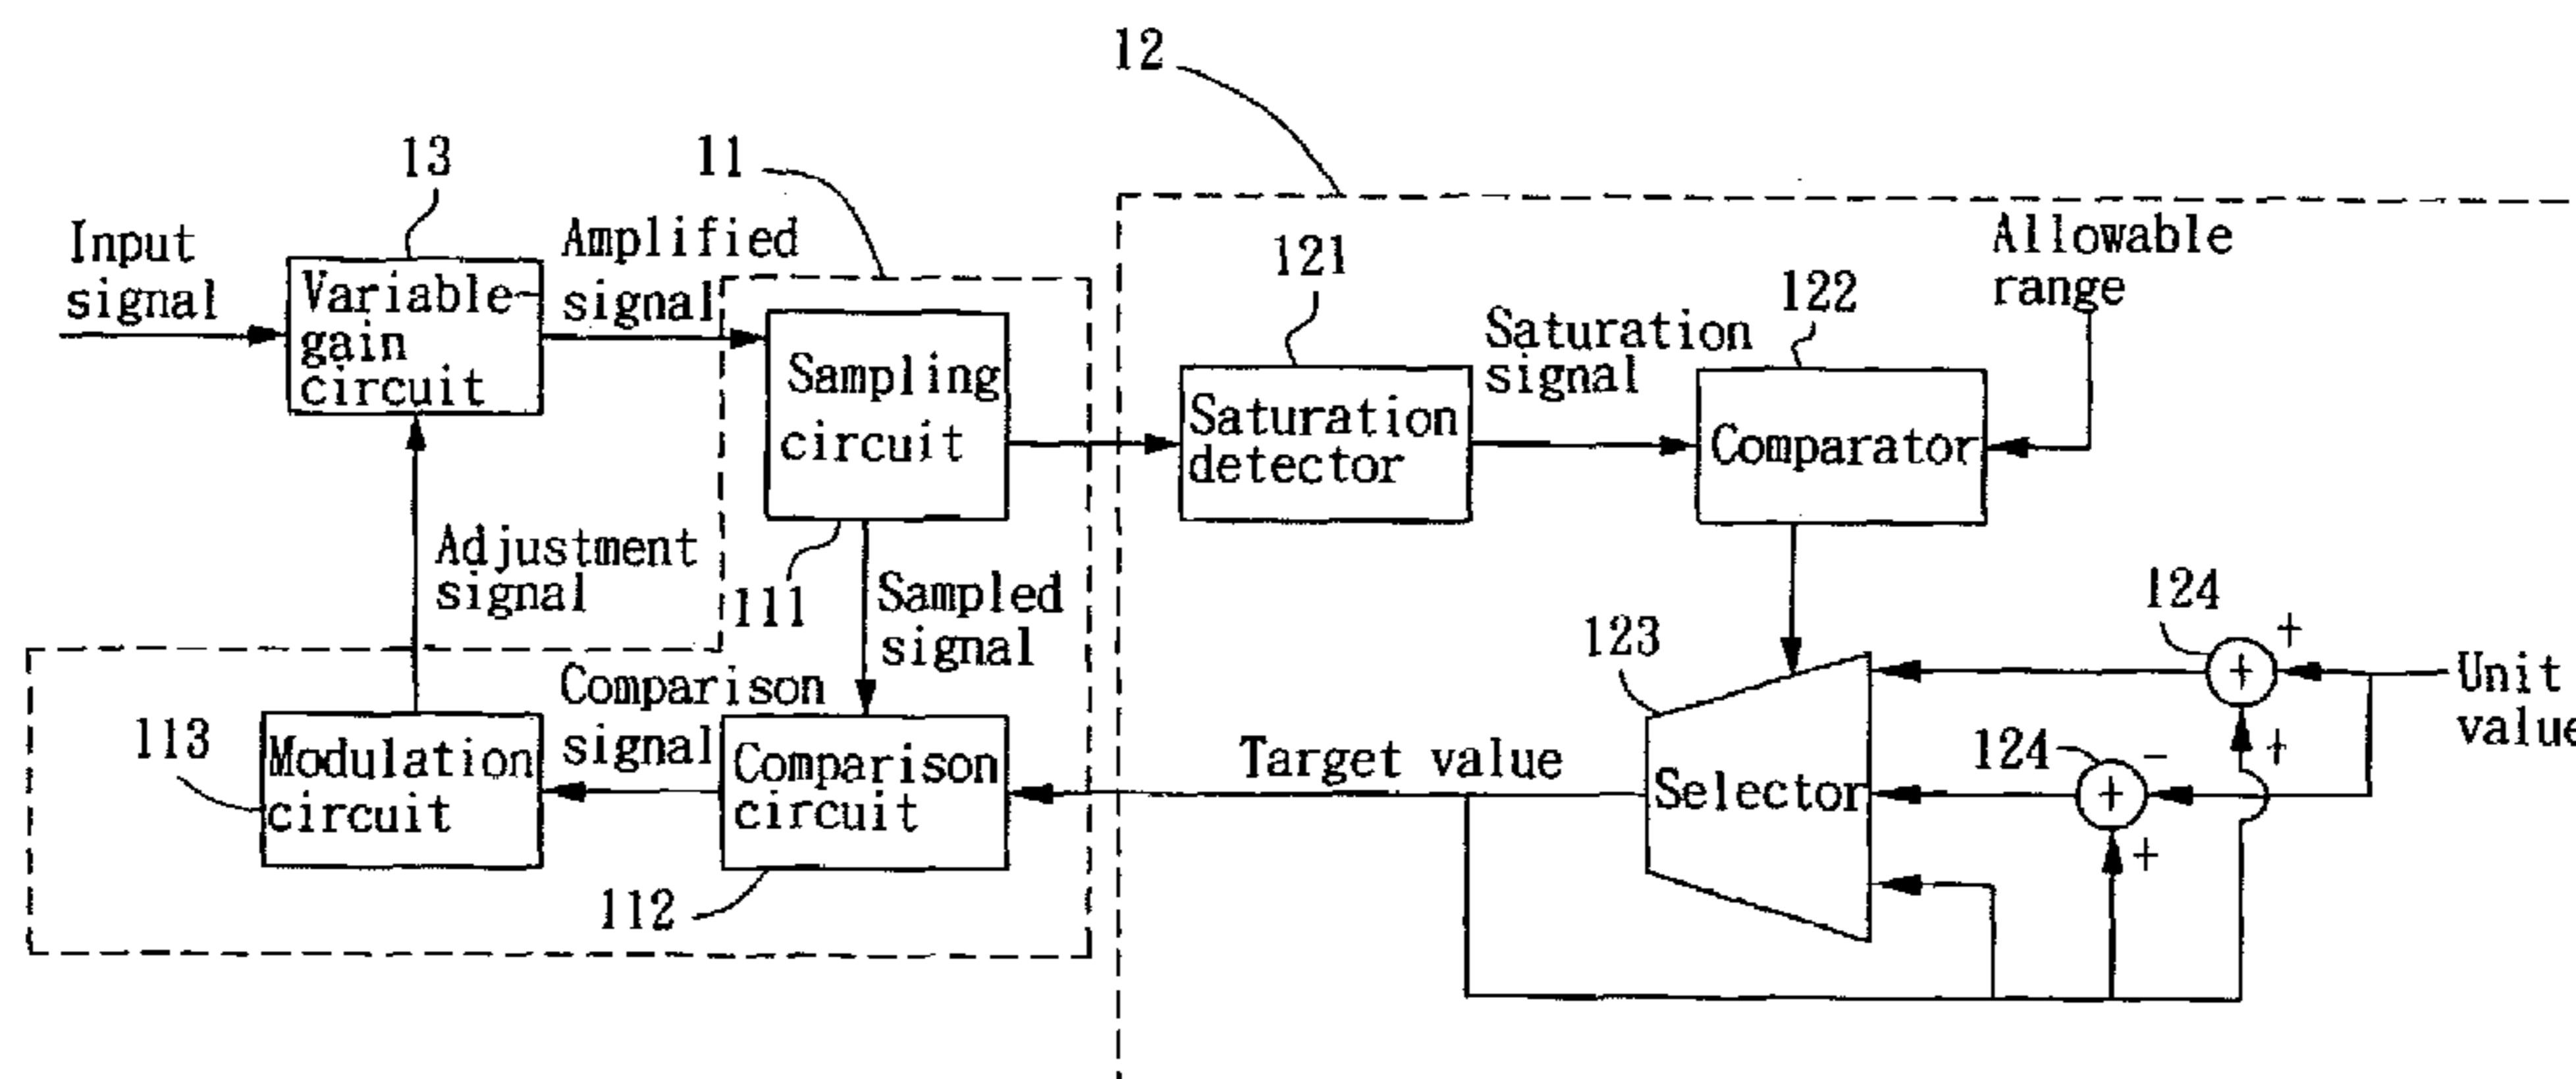 12
13
11
Input
signal
Variable-
gain
circuit
Amplified
signal
Sampling
circuit
111
Adjustment
signal
Sampled
signal
113
Modulation
circuit
Comparison
signal
Comparison
circuit
112
121
Saturation
detector
Saturation
signal
122
Comparator
Allowable
range
123
Selector
Target value
124
+
+
+
124
-
+
+
Unit
value